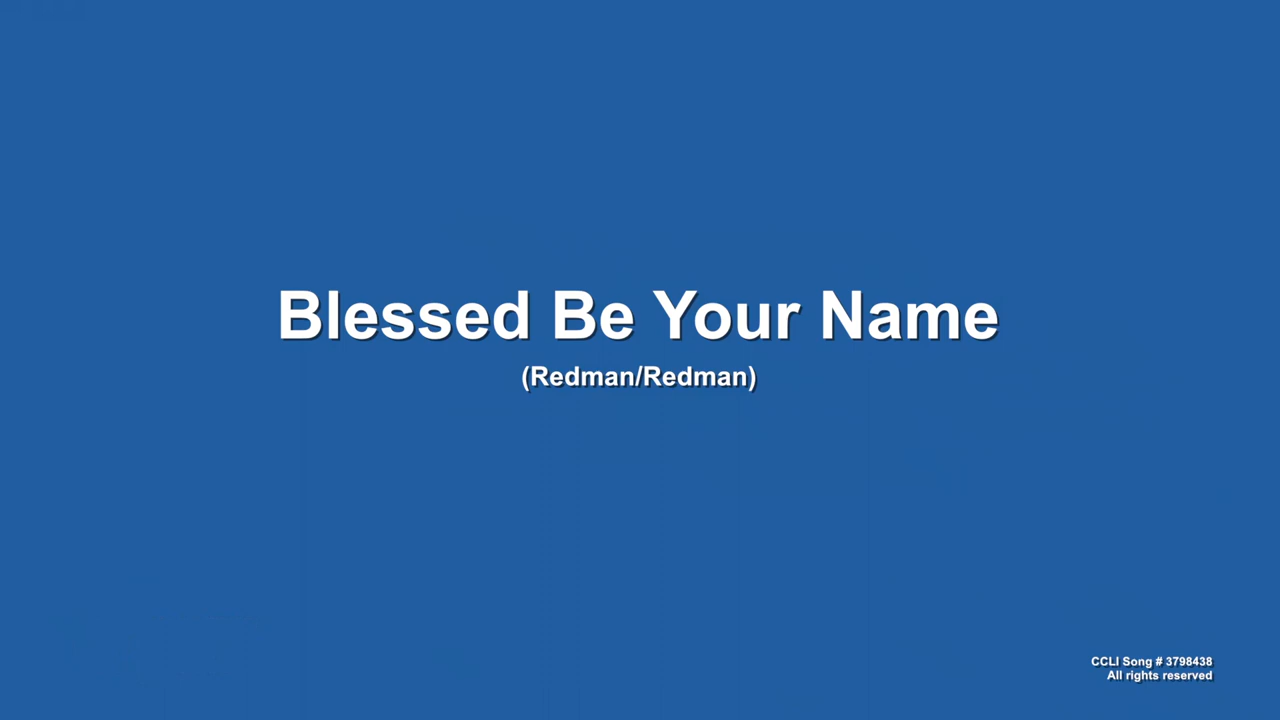 Blessed Be Your Name
(Redman/Redman)
CCLI Song # 3798438
All rights reserved